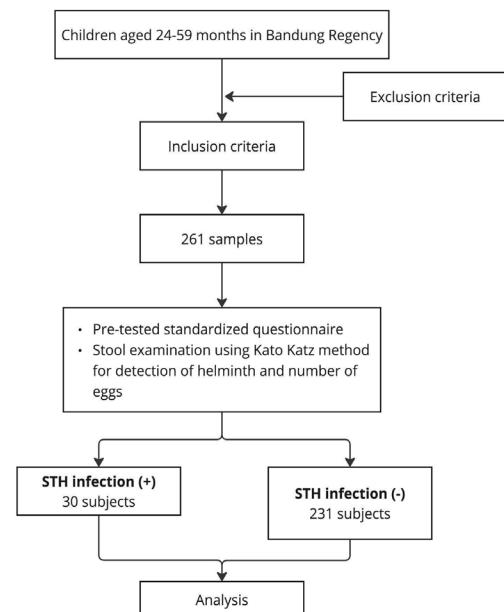 Children aged 24-59 months in Bandung Regency
Exclusion criteria
Inclusion criteria
261 samples
• Pre-tested standardized questionnaire
• Stool examination using Kato Katz method
for detection of helminth and number of
eggs
STH infection (+)
30 subjects
STH infection (-)
231 subjects
Analysis